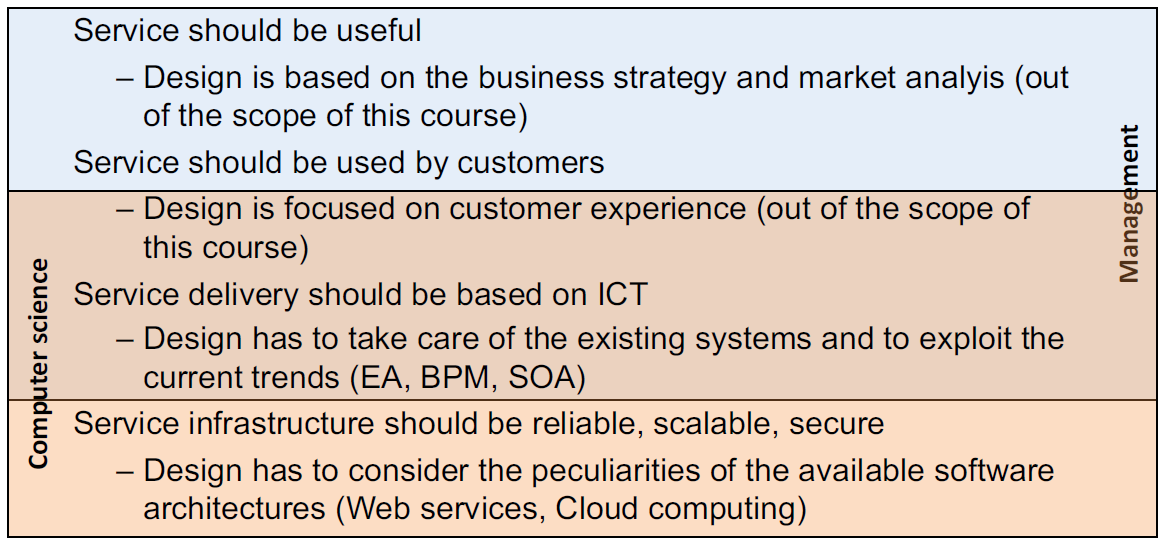 Service should be useful
– Design is based on the business strategy and market analyis (out
of the scope of this course)
Service should be used by customers
– Design is focused on customer experience (out of the scope of
this course)
Service delivery should be based on ICT
– Design has to take care of the existing systems and to exploit the
current trends (EA, BPM, SOA)
Service infrastructure should be reliable, scalable, secure
– Design has to consider the peculiarities of the available software
architectures (Web services, Cloud computing)
Management
Computer science